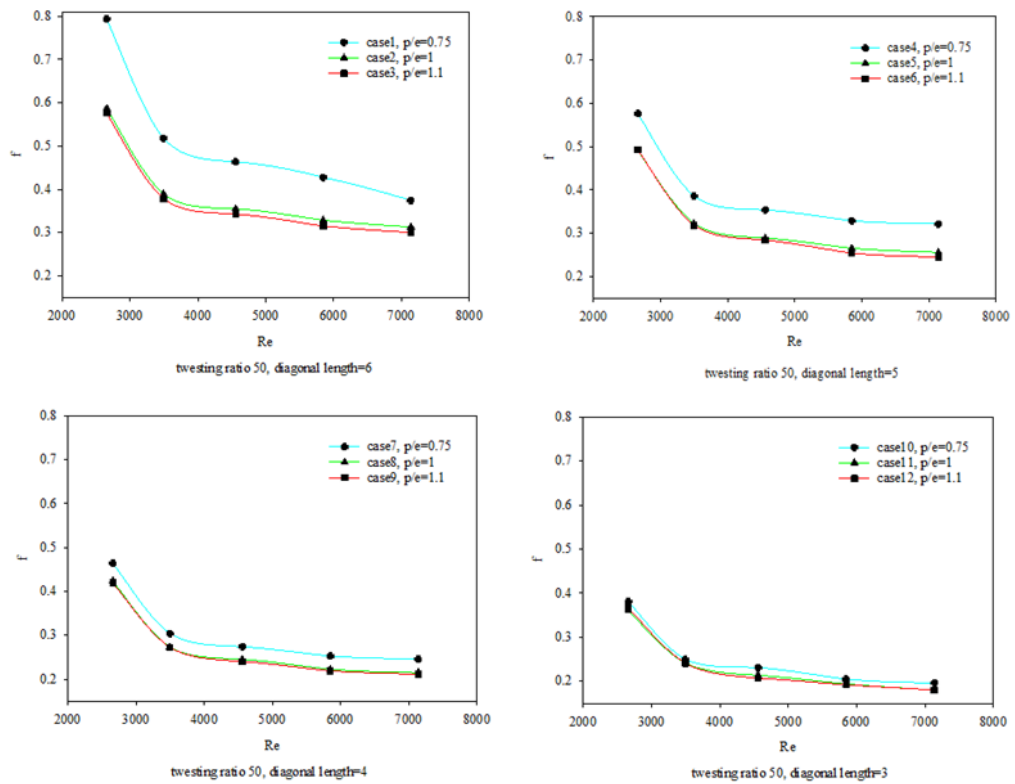 0.8
0.7
0.6
0.5
0.4
0.3
0.2
f
case1, p/e=0.75
case2, p/e=1
case3, p/e=1.1
2000 3000 4000 5000 6000 7000 8000
Re
twesting ratio 50, diagonal length=6
0.8
0.7
0.6
0.5
0.4
0.3
0.2
f
case4, p/e=0.75
case5, p/e=1
case6, p/e=1.1
2000 3000 4000 5000 6000 7000 8000
Re
twesting ratio 50, diagonal length=5
0.8
0.7
0.6
0.5
0.4
0.3
0.2
f
case7, p/e=0.75
case8, p/e=1
case9, p/e=1.1
2000 3000 4000 5000 6000 7000 8000
Re
twesting ratio 50, diagonal length=4
0.8
0.7
0.6
0.5
0.4
0.3
0.2
f
case10, p/e=0.75
case11, p/e=1
case12, p/e=1.1
2000 3000 4000 5000 6000 7000 8000
Re
twesting ratio 50, diagonal length=3